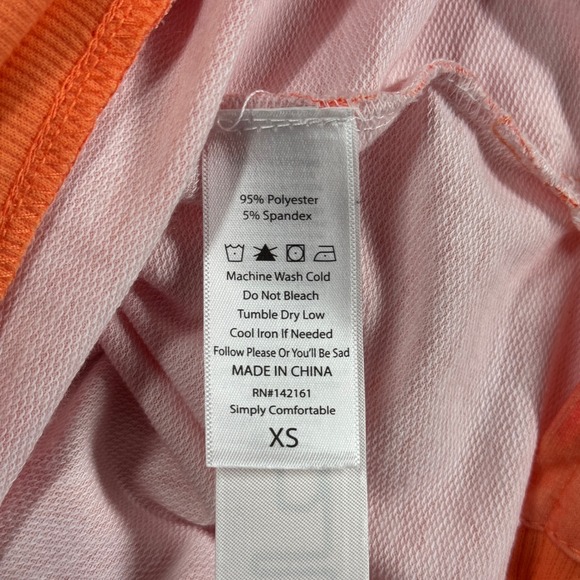 95% Polyester
5% Spandex
Machine Wash Cold
Do Not Bleach
Tumble Dry Low
Cool Iron If Needed
Follow Please Or You'll Be Sad
MADE IN CHINA
RN#142161
Simply Comfortable
XS